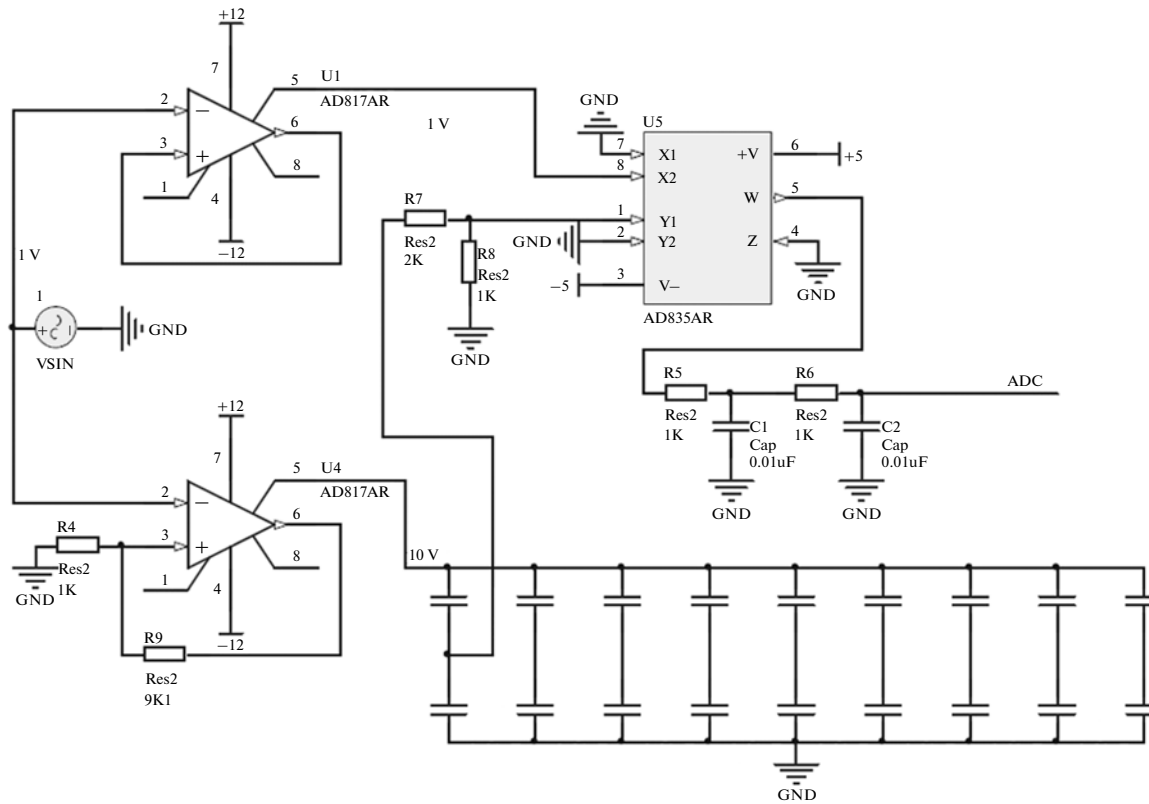 +12
7
2
−
3
+
1
4
−12
5
U1
AD817AR
6
8
1 V
1 V
1
+
VSIN
GND
GND
U5
7
X1
8
X2
1
Y1
2
Y2
3
V−
+V
6
+5
W
5
Z
4
GND
AD835AR
R7
Res2
2K
GND
R8
Res2
1K
GND
−5
R5
Res2
1K
C1
Cap
0.01uF
GND
R6
Res2
1K
C2
Cap
0.01uF
GND
ADC
+12
7
2
−
3
+
1
4
−12
5
U4
AD817AR
6
8
R4
Res2
1K
GND
R9
Res2
9K1
10 V
GND